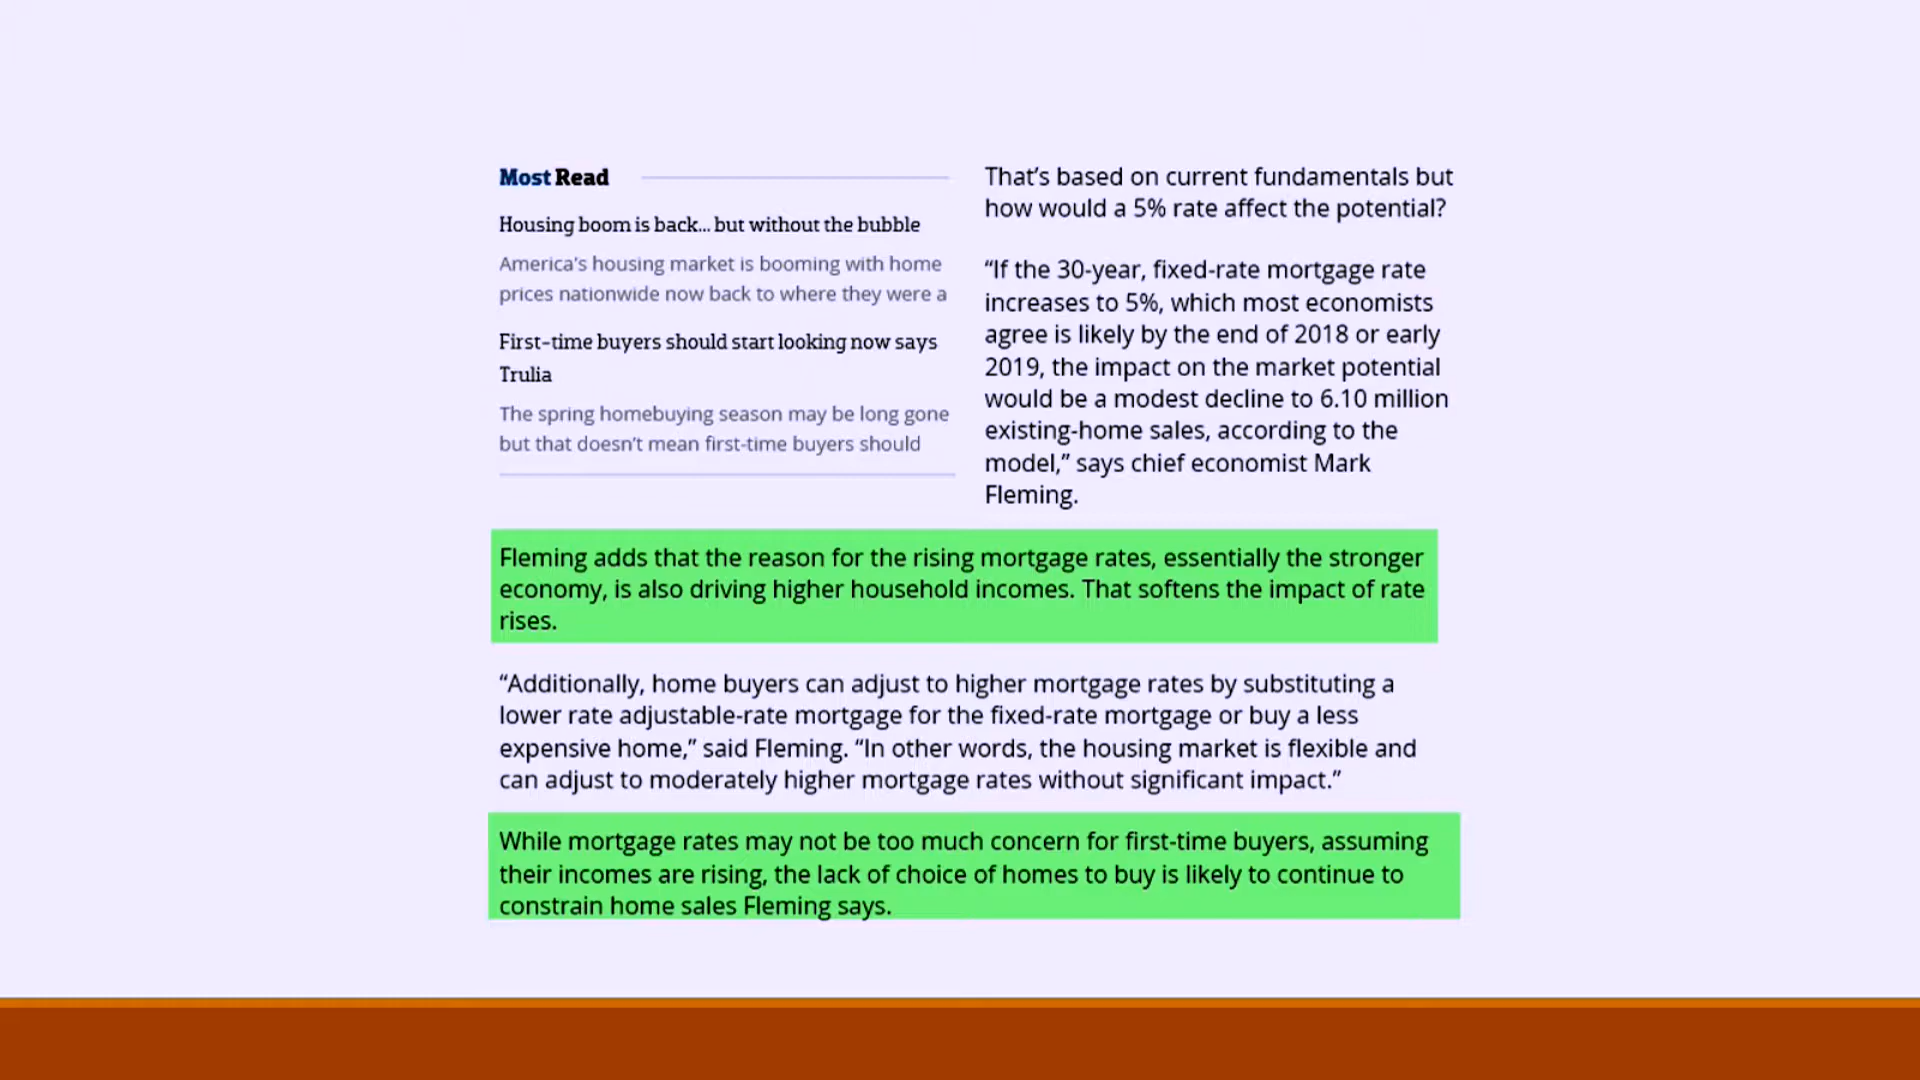 Most Read
Housing boom is back... but without the bubble
America’s housing market is booming with home
prices nationwide now back to where they were a
First-time buyers should start looking now says
Trulia
The spring homebuying season may be long gone
but that doesn’t mean first-time buyers should
That’s based on current fundamentals but
how would a 5% rate affect the potential?
“If the 30-year, fixed-rate mortgage rate
increases to 5%, which most economists
agree is likely by the end of 2018 or early
2019, the impact on the market potential
would be a modest decline to 6.10 million
existing-home sales, according to the
model,” says chief economist Mark
Fleming.
Fleming adds that the reason for the rising mortgage rates, essentially the stronger
economy, is also driving higher household incomes. That softens the impact of rate
rises.
“Additionally, home buyers can adjust to higher mortgage rates by substituting a
lower rate adjustable-rate mortgage for the fixed-rate mortgage or buy a less
expensive home,” said Fleming. “In other words, the housing market is flexible and
can adjust to moderately higher mortgage rates without significant impact.”
While mortgage rates may not be too much concern for first-time buyers, assuming
their incomes are rising, the lack of choice of homes to buy is likely to continue to
constrain home sales Fleming says.